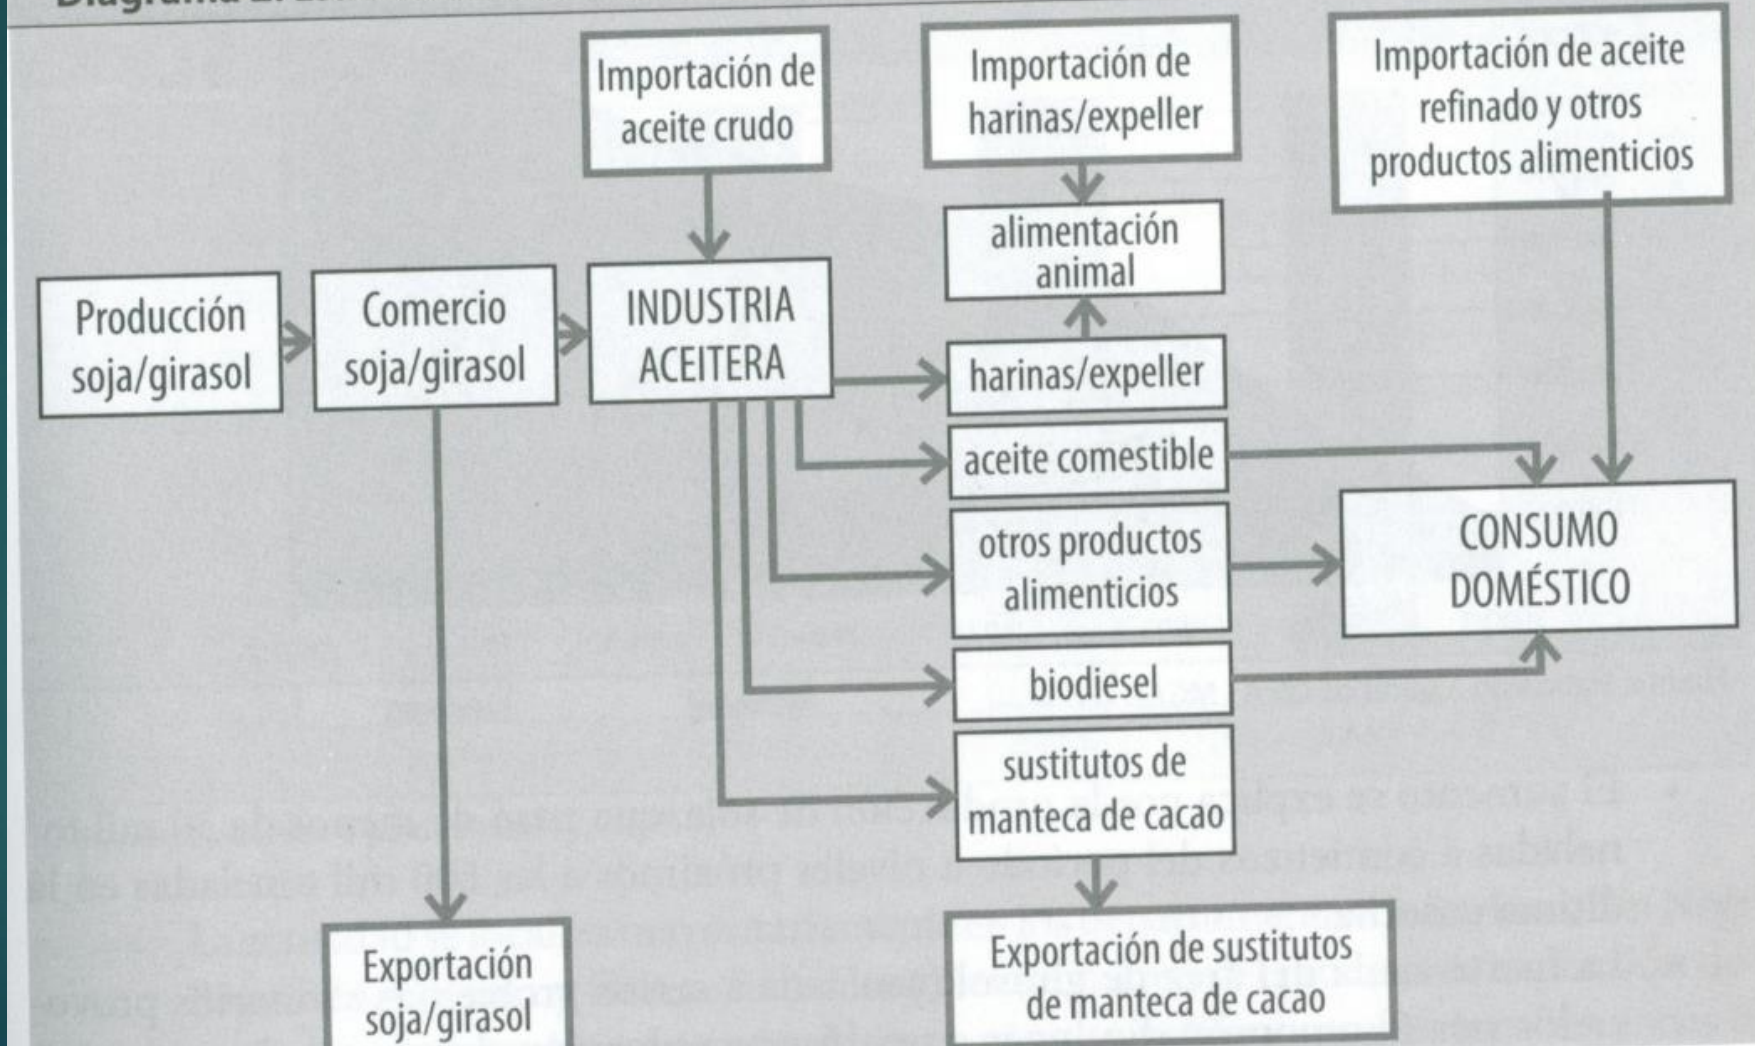 Importación de
aceite crudo
Importación de
harinas/expeller
Importación de aceite
refinado y otros
productos alimenticios
alimentación
animal
Producción
soja/girasol
Comercio
soja/girasol
INDUSTRIA
ACEITERA
harinas/expeller
aceite comestible
otros productos
alimenticios
CONSUMO
DOMÉSTICO
biodiesel
sustitutos de
manteca de cacao
Exportación
soja/girasol
Exportación de sustitutos
de manteca de cacao